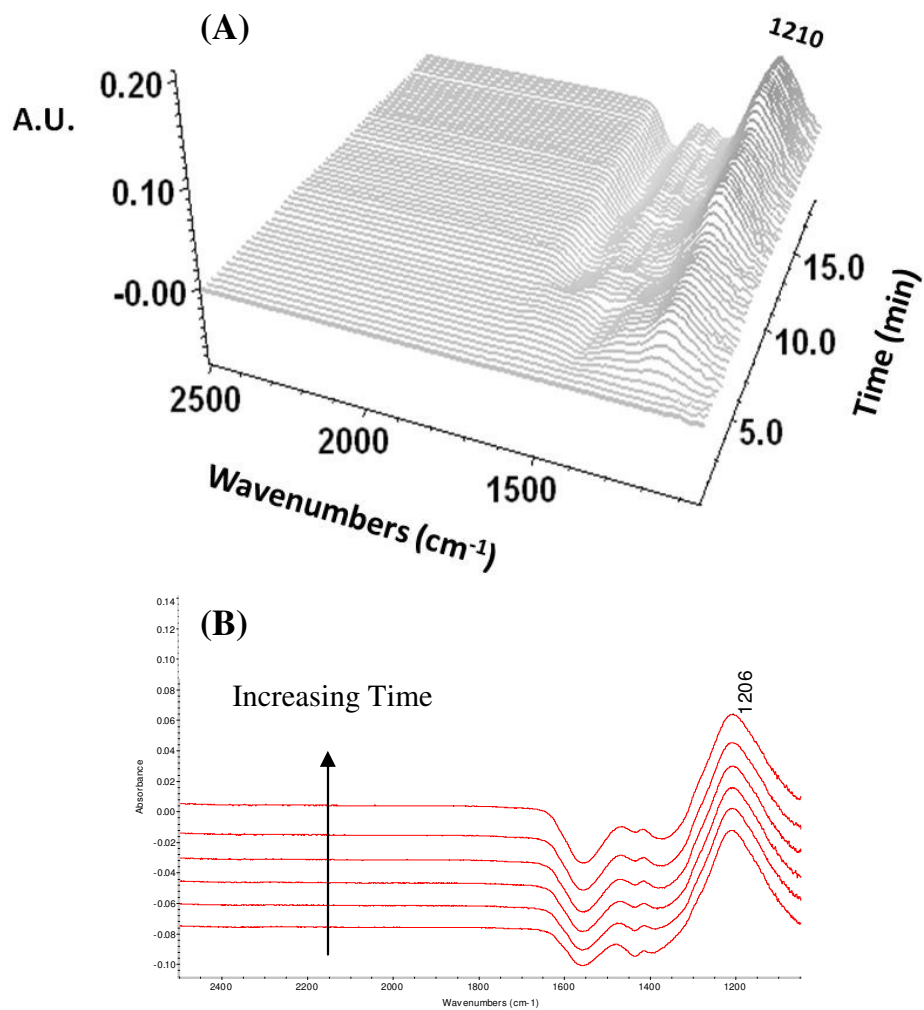 (A)
1210
0.20
A.U.
0.10
-0.00
15.0
10.0
5.0
Time (min)
2500
2000
1500
Wavenumbers (cm-1)
(B)
0.14
0.12
0.10
0.08
0.06
0.04
0.02
0.00
-0.02
-0.04
-0.06
-0.08
-0.10
Absorbance
Increasing Time
1206
2400 2200 2000 1800 1600 1400 1200
Wavenumbers (cm-1)